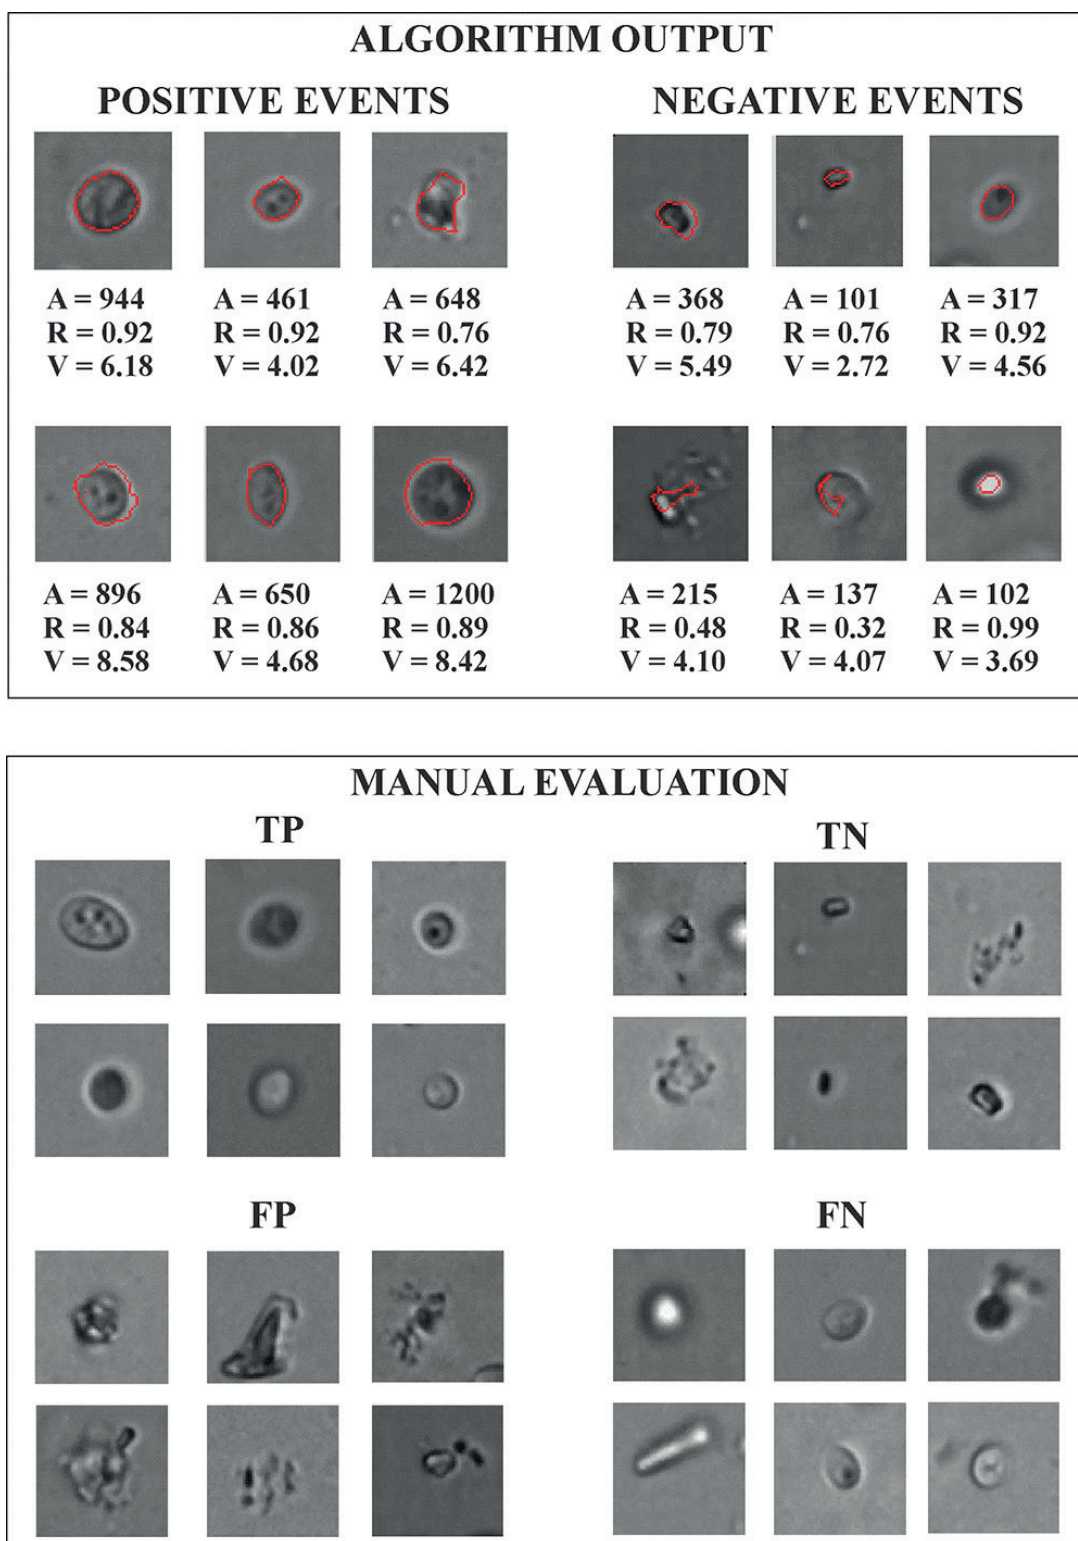 ALGORITHM OUTPUT
POSITIVE EVENTS
NEGATIVE EVENTS
A = 944
R = 0.92
V = 6.18
A = 461
R = 0.92
V = 4.02
A = 648
R = 0.76
V = 6.42
A = 368
R = 0.79
V = 5.49
A = 101
R = 0.76
V = 2.72
A = 317
R = 0.92
V = 4.56
A = 896
R = 0.84
V = 8.58
A = 650
R = 0.86
V = 4.68
A = 1200
R = 0.89
V = 8.42
A = 215
R = 0.48
V = 4.10
A = 137
R = 0.32
V = 4.07
A = 102
R = 0.99
V = 3.69
MANUAL EVALUATION
TP
TN
FP
FN